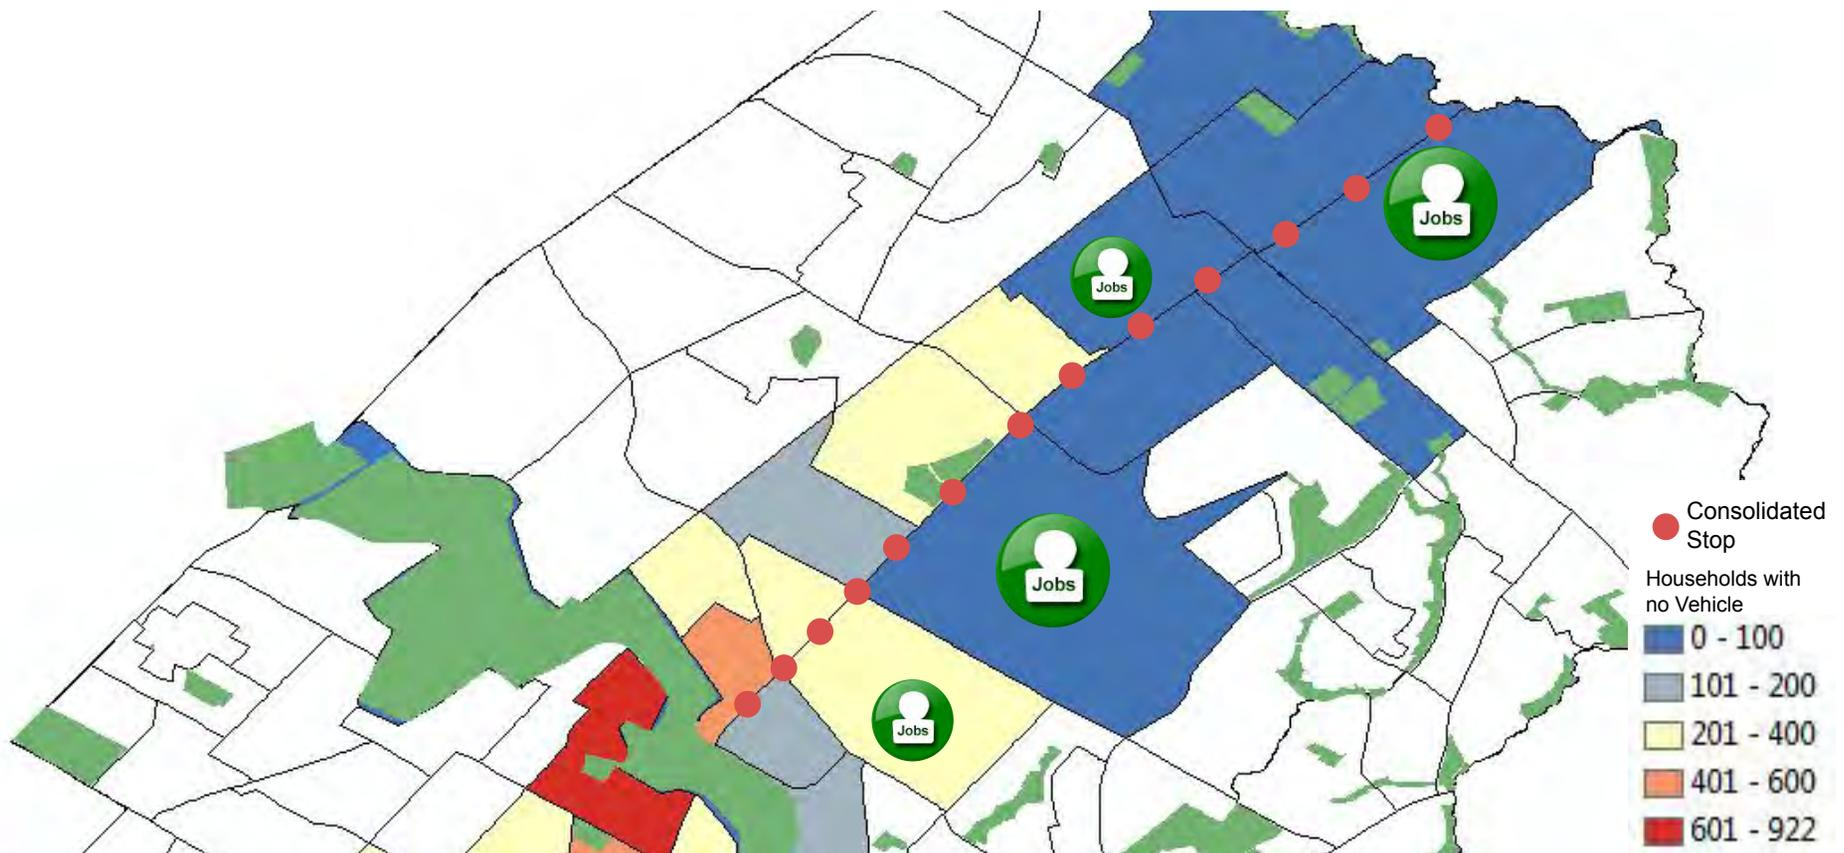 Jobs
Jobs
Jobs
Jobs
Consolidated
Stop
Households with
no Vehicle
0 - 100
101 - 200
201 - 400
401 - 600
601 - 922